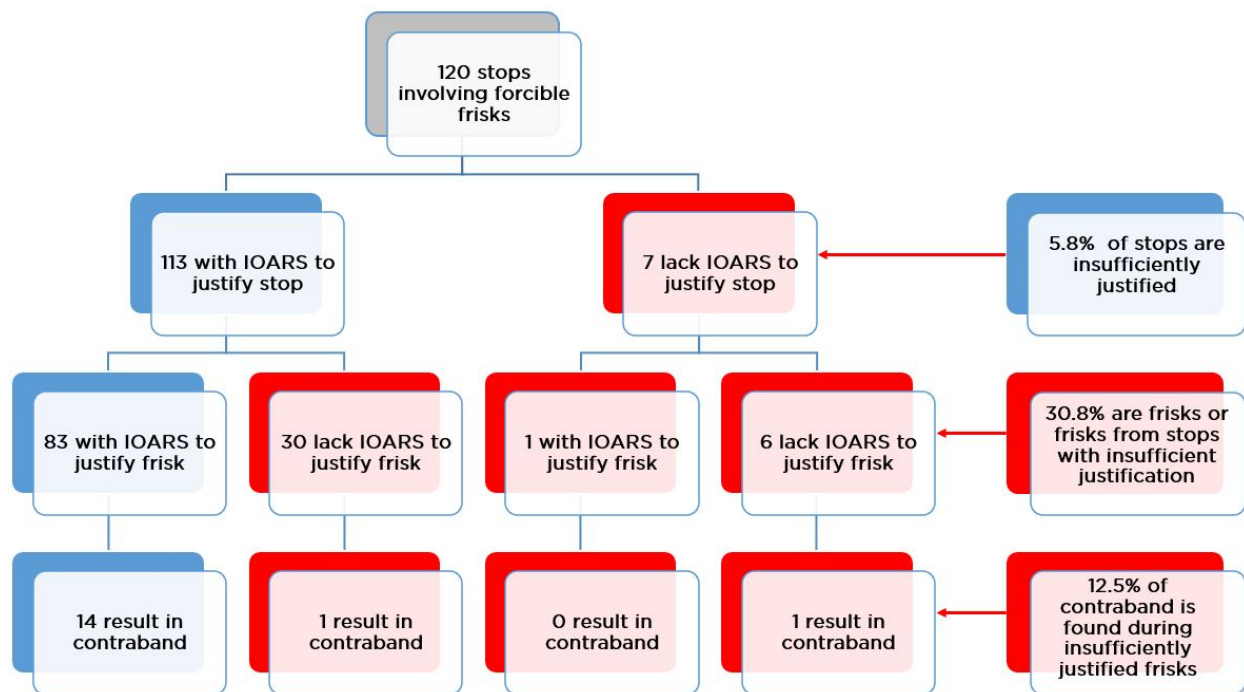 120 stops
involving forcible
frisks
113 with IOARS to
justify stop
7 lack IOARS to
justify stop
5.8%  of stops are
insufficiently
justified
83 with IOARS to
justify frisk
30 lack IOARS to
justify frisk
1 with IOARS to
justify frisk
6 lack IOARS to
justify frisk
30.8% are frisks or
frisks from stops
with insufficient
justification
14 result in
contraband
1 result in
contraband
0 result in
contraband
1 result in
contraband
12.5% of
contraband is
found during
insufficiently
justified frisks